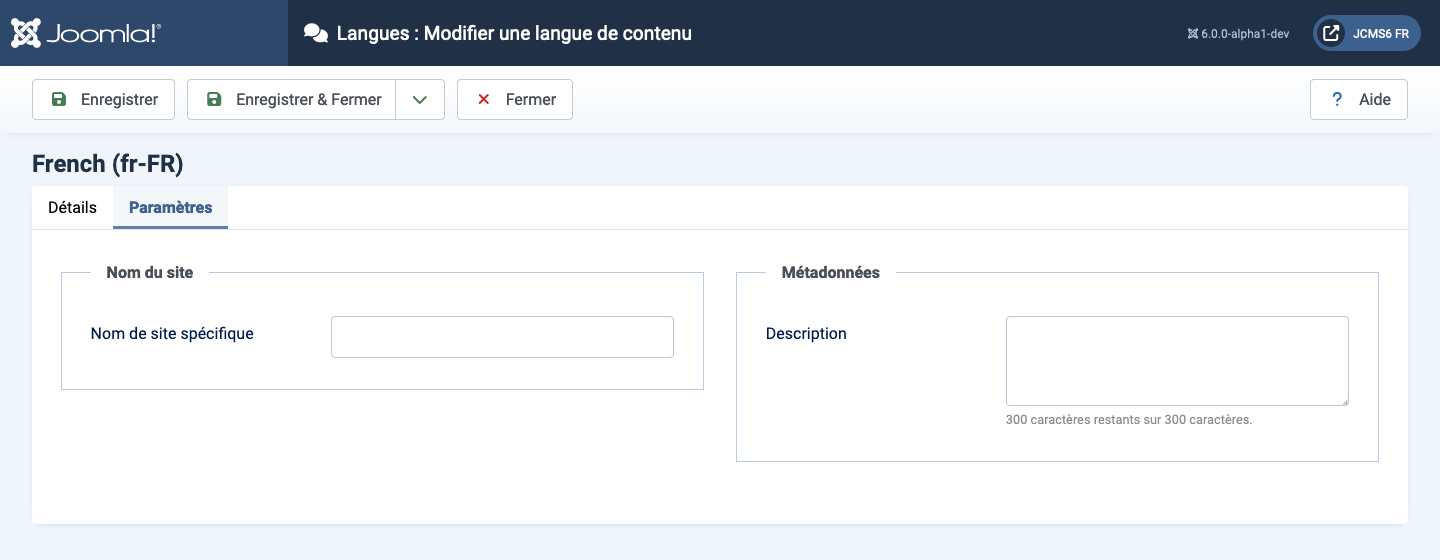 Joomla!® Langues : Modifier une langue de contenu 6.0.0-alpha1-dev JCMS6 FR
Enregistrer Enregistrer & Fermer Fermer ? Aide
French (fr-FR)
Détails Paramètres
Nom du site
Nom de site spécifique
Métadonnées
Description
300 caractères restants sur 300 caractères.